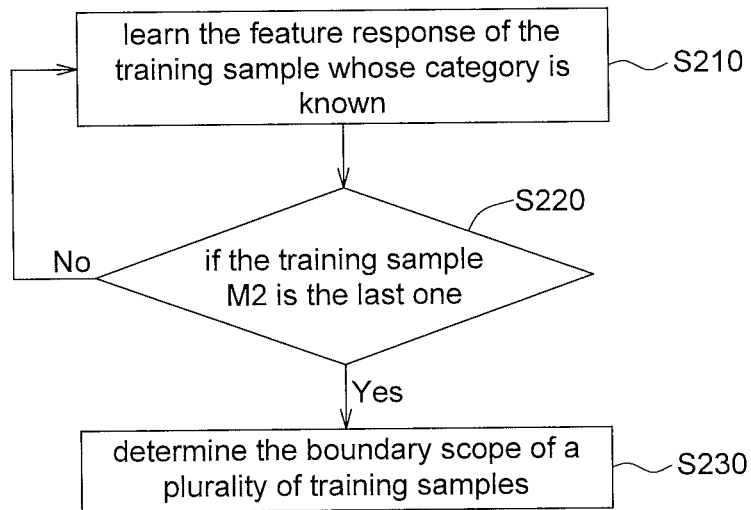 learn the feature response of the
training sample whose category is
known
S210
S220
if the training sample
M2 is the last one
No
Yes
determine the boundary scope of a
plurality of training samples
S230